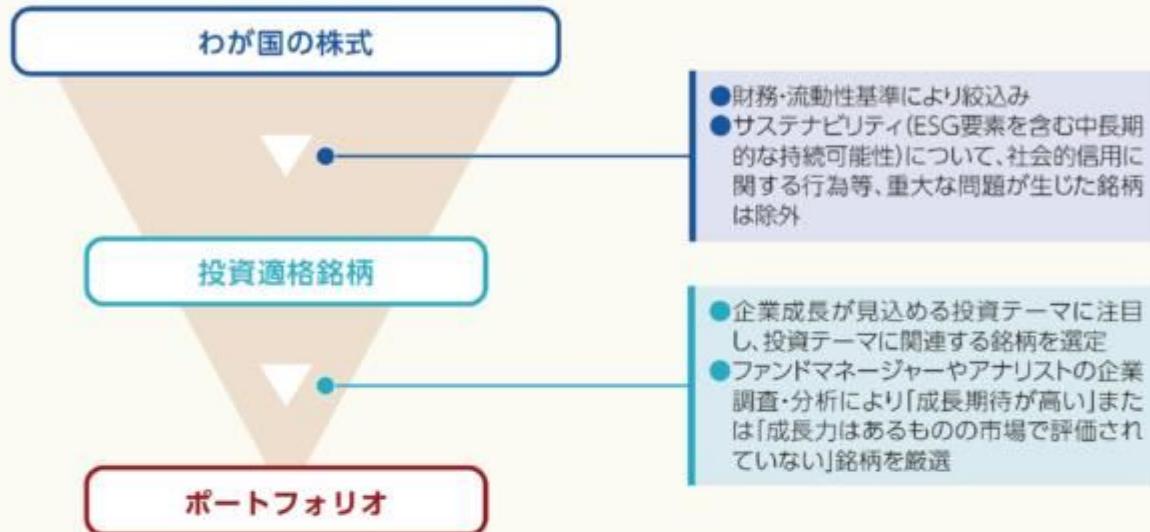 わが国の株式
●財務・流動性基準により絞込み
●サステナビリティ(ESG要素を含む中長期
的な持続可能性)について、社会的信用に
関する行為等、重大な問題が生じた銘柄
は除外
投資適格銘柄
●企業成長が見込める投資テーマに注目
し、投資テーマに関連する銘柄を選定
●ファンドマネージャーやアナリストの企業
調査・分析により「成長期待が高い」また
は「成長力はあるものの市場で評価され
ていない」銘柄を厳選
ポートフォリオ